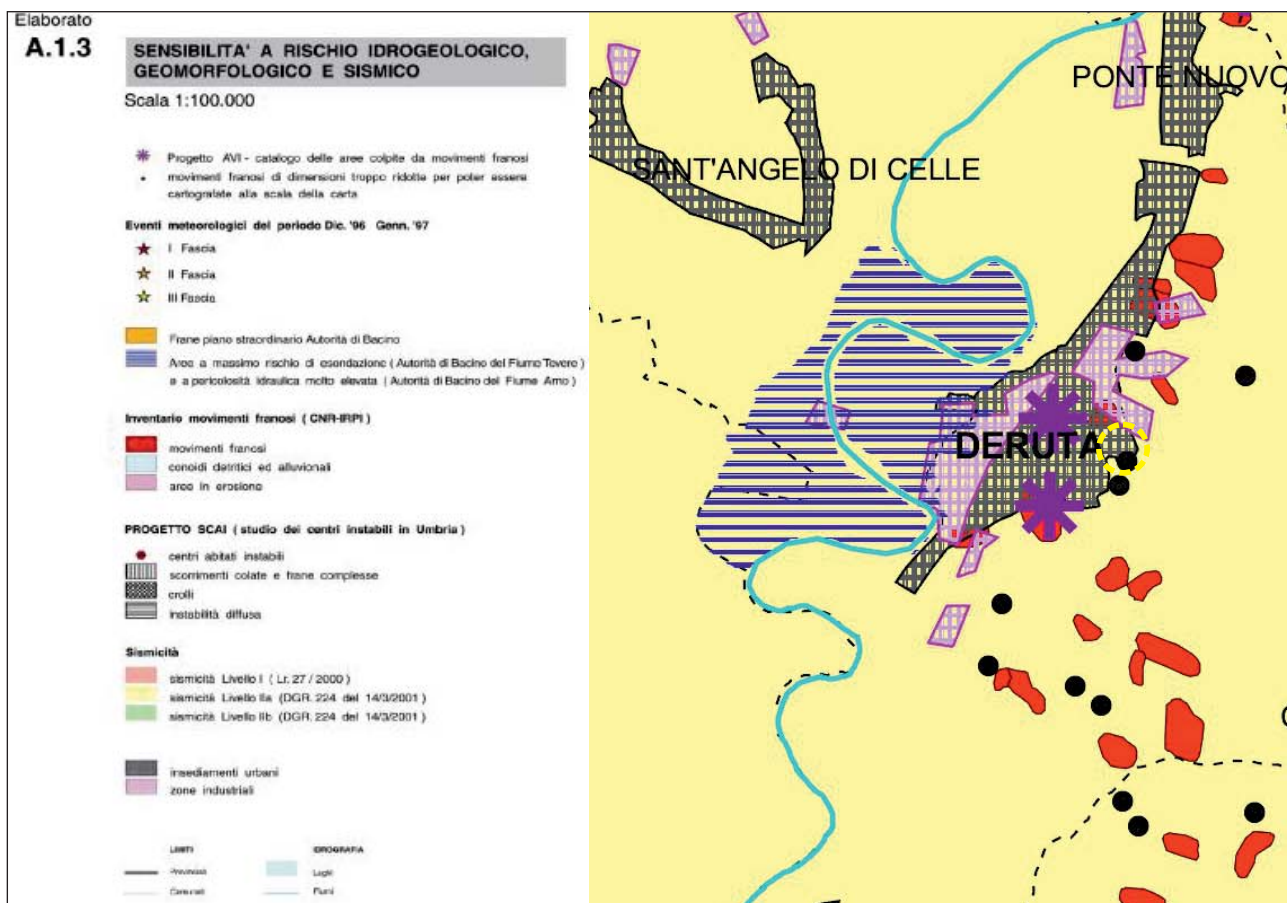 Elaborato
A.1.3
SENSIBILITA' A RISCHIO IDROGEOLOGICO,
GEOMORFOLOGICO E SISMICO
Scala 1:100.000
Progetto AVI - catalogo delle aree colpite da movimenti franosi
movimenti franosi di dimensioni troppo ridotte per poter essere
cartografate alla scala della carta
Eventi meteorologici del periodo Dic. '96 Genn. '97
I Fascia
II Fascia
III Fascia
Frane piano straordinario Autorità di Bacino
Aree a massimo rischio di esondazione ( Autorità di Bacino del Fiume Tevere )
e a pericolosità idraulica molto elevata ( Autorità di Bacino del Fiume Arno )
Inventario movimenti franosi ( CNR-IRPI )
movimenti franosi
conoidi detritici ed alluvionali
aree in erosione
PROGETTO SCAI ( studio dei centri instabili in Umbria )
centri abitati instabili
scorrimenti colate e frane complesse
crolli
instabilità diffusa
Sismicità
sismicità Livello I ( Lr. 27 / 2000 )
sismicità Livello IIa (DGR. 224 del 14/3/2001 )
sismicità Livello IIb (DGR. 224 del 14/3/2001 )
insediamenti urbani
zone industriali
LIMITI
Provinciali
Comunali
IDROGRAFIA
Laghi
Fiumi
PONTE NUOVO
SANT'ANGELO DI CELLE
DERUTA